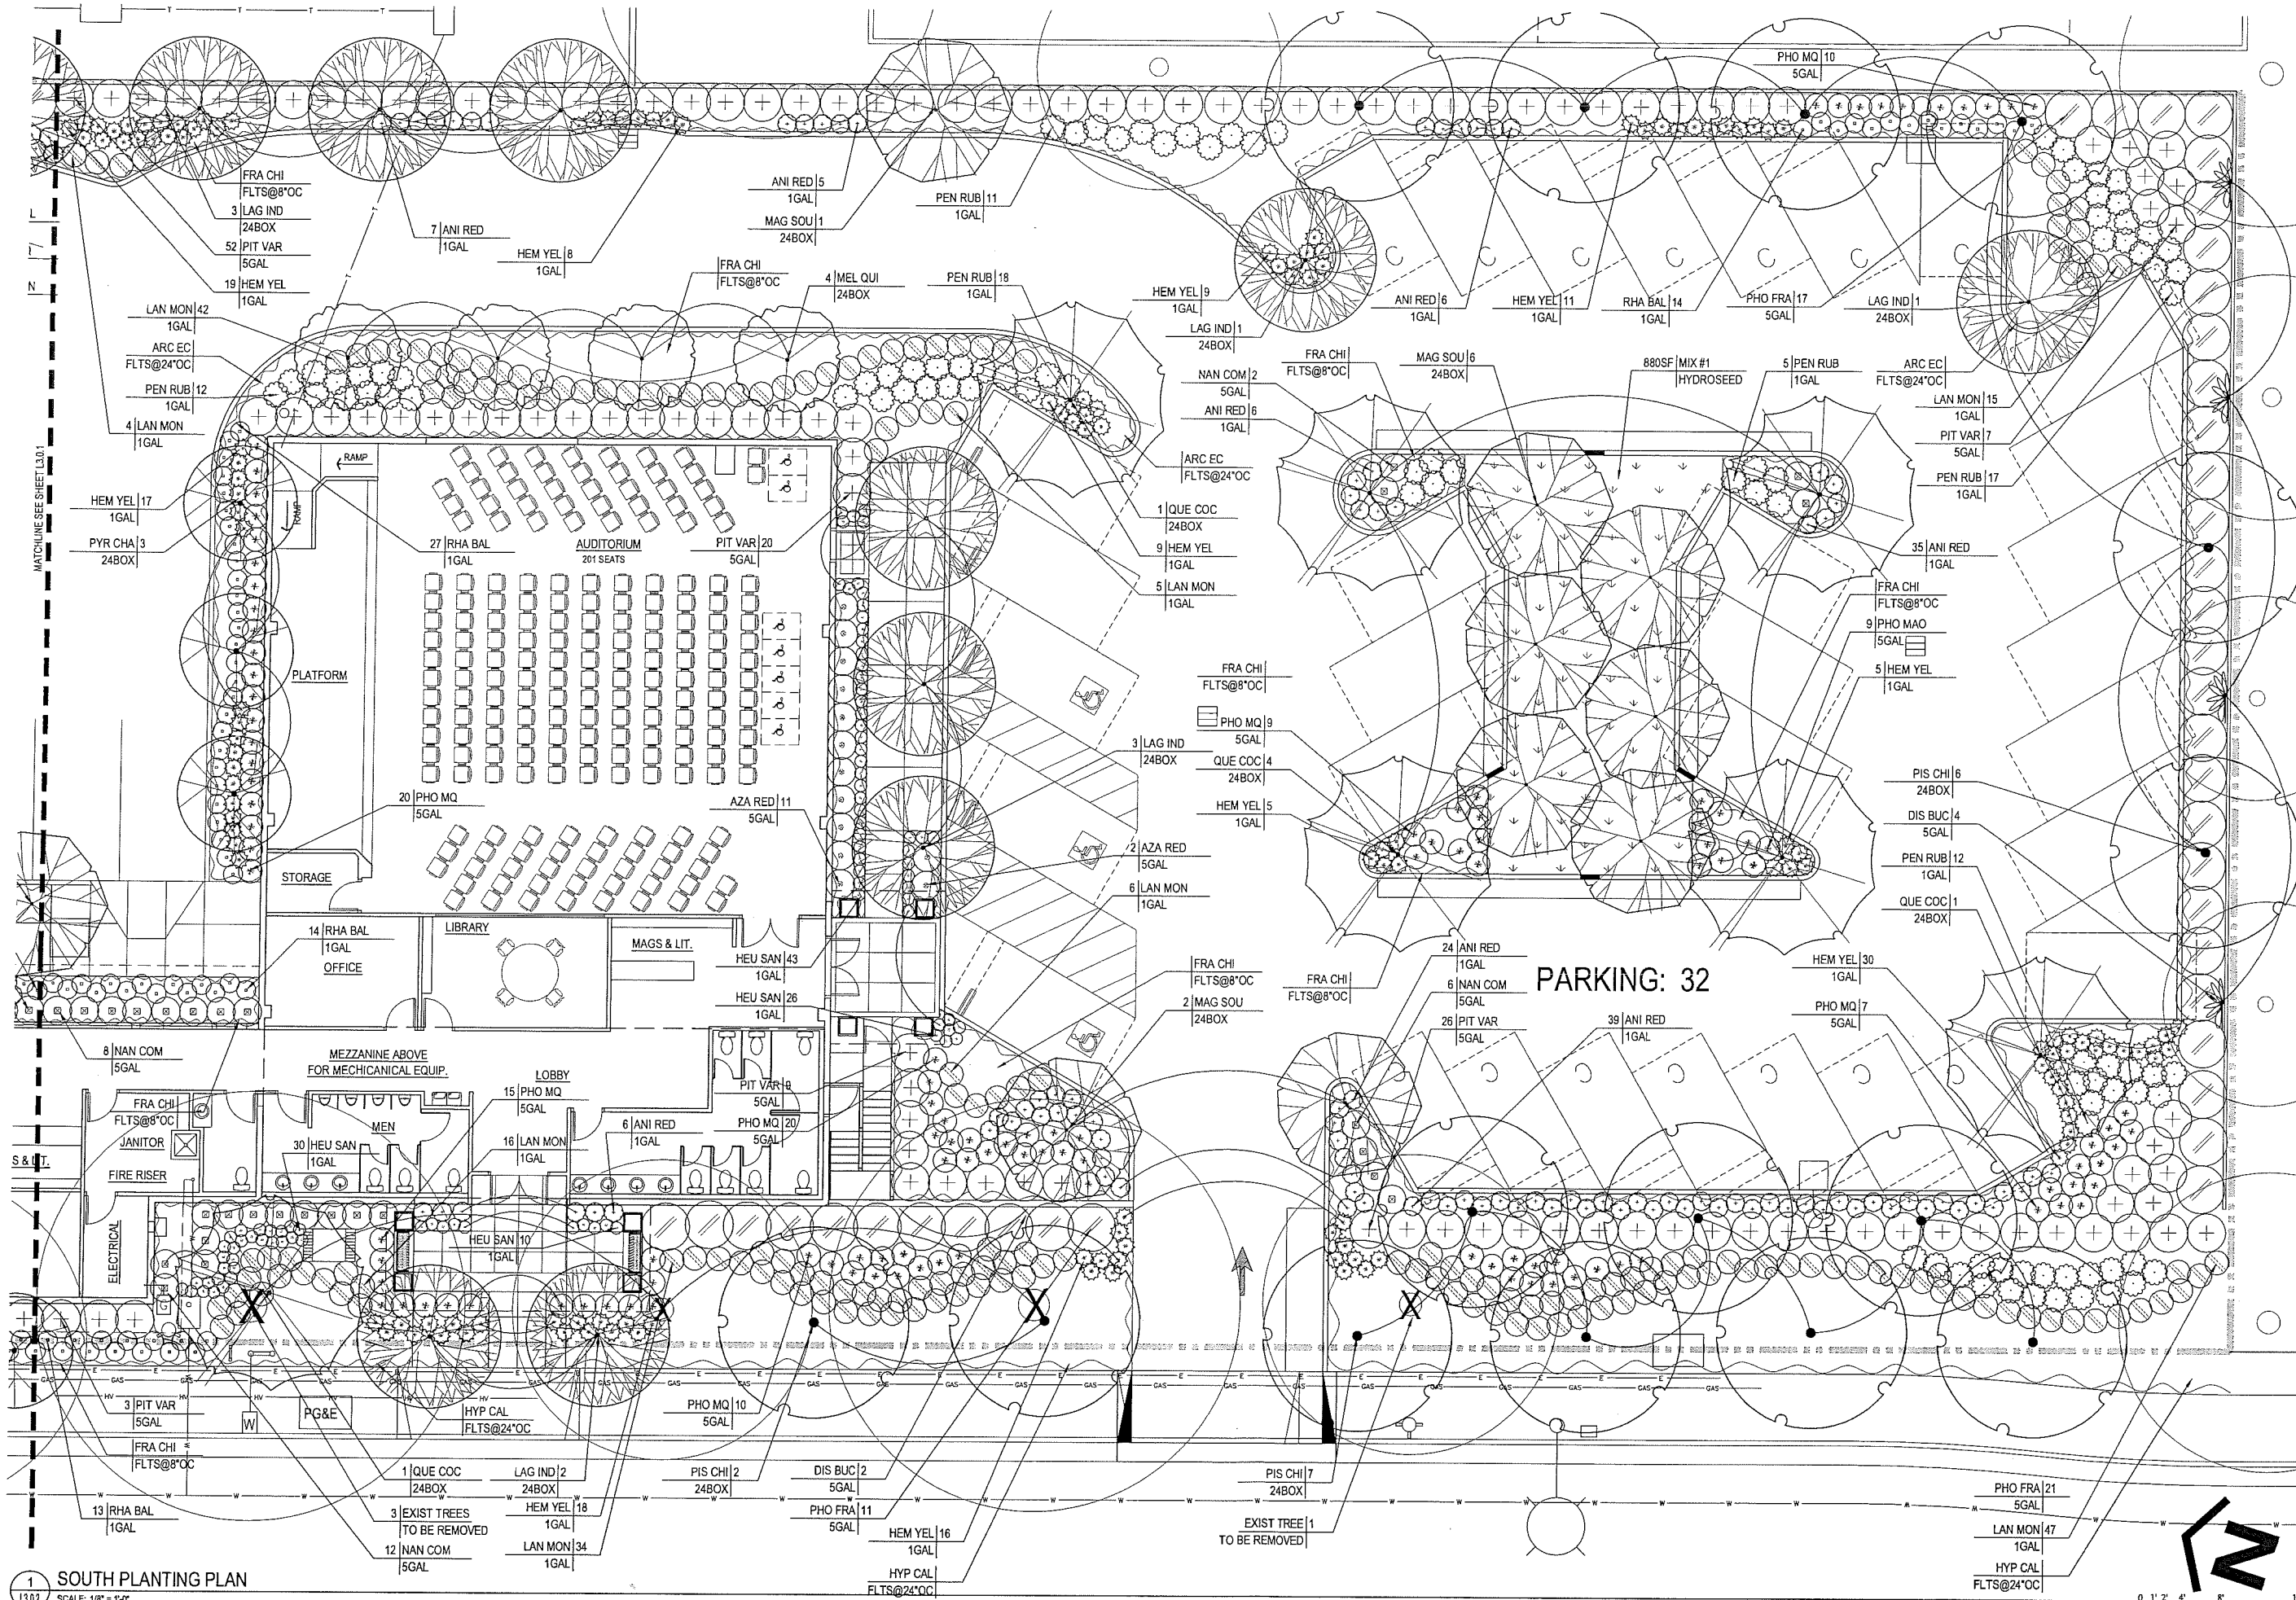 T T T T
PHO MQ 10
5GAL
FRA CHI
FLTS@8"OC
3 LAG IND
24BOX
52 PIT VAR
5GAL
19 HEM YEL
1GAL
7 ANI RED
1GAL
HEM YEL 8
1GAL
ANI RED 5
1GAL
MAG SOU 1
24BOX
PEN RUB 11
1GAL
L
N
FRA CHI
FLTS@8"OC
4 MEL QUI
24BOX
PEN RUB 18
1GAL
HEM YEL 9
1GAL
LAG IND 1
24BOX
ANI RED 6
1GAL
HEM YEL 11
1GAL
RHA BAL 14
1GAL
PHO FRA 17
5GAL
LAG IND 1
24BOX
LAN MON 42
1GAL
ARC EC
FLTS@24"OC
PEN RUB 12
1GAL
4 LAN MON
1GAL
FRA CHI
FLTS@8"OC
NAN COM 2
5GAL
ANI RED 6
1GAL
MAG SOU 6
24BOX
880SF MIX #1
HYDROSEED
5 PEN RUB
1GAL
ARC EC
FLTS@24"OC
LAN MON 15
1GAL
PIT VAR 7
5GAL
PEN RUB 17
1GAL
MATCHLINE SEE SHEET L3.0.1
HEM YEL 17
1GAL
PYR CHA 3
24BOX
RAMP
RAMP
27 RHA BAL
1GAL
AUDITORIUM
201 SEATS
PIT VAR 20
5GAL
ARC EC
FLTS@24"OC
1 QUE COC
24BOX
9 HEM YEL
1GAL
5 LAN MON
1GAL
35 ANI RED
1GAL
FRA CHI
FLTS@8"OC
9 PHO MAO
5GAL
5 HEM YEL
1GAL
PLATFORM
FRA CHI
FLTS@8"OC
PHO MQ 9
5GAL
3 LAG IND
24BOX
QUE COC 4
24BOX
HEM YEL 5
1GAL
20 PHO MQ
5GAL
AZA RED 11
5GAL
2 AZA RED
5GAL
6 LAN MON
1GAL
PIS CHI 6
24BOX
DIS BUC 4
5GAL
PEN RUB 12
1GAL
QUE COC 1
24BOX
STORAGE
14 RHA BAL
1GAL
OFFICE
LIBRARY
MAGS & LIT.
HEU SAN 43
1GAL
HEU SAN 26
1GAL
FRA CHI
FLTS@8"OC
2 MAG SOU
24BOX
FRA CHI
FLTS@8"OC
24 ANI RED
1GAL
6 NAN COM
5GAL
26 PIT VAR
5GAL
PARKING: 32
39 ANI RED
1GAL
HEM YEL 30
1GAL
PHO MQ 7
5GAL
8 NAN COM
5GAL
MEZZANINE ABOVE
FOR MECHICANICAL EQUIP.
LOBBY
15 PHO MQ
5GAL
PIT VAR 9
5GAL
PHO MQ 20
5GAL
FRA CHI
FLTS@8"OC
JANITOR
MEN
30 HEU SAN
1GAL
16 LAN MON
1GAL
6 ANI RED
1GAL
S & LIT.
FIRE RISER
ELECTRICAL
HEU SAN 10
1GAL
X X X X
3 PIT VAR
5GAL
FRA CHI
FLTS@8"OC
13 RHA BAL
1GAL
W
PG&E
HYP CAL
FLTS@24"OC
PHO MQ 10
5GAL
1 QUE COC
24BOX
3 EXIST TREES
TO BE REMOVED
12 NAN COM
5GAL
LAG IND 2
24BOX
HEM YEL 18
1GAL
LAN MON 34
1GAL
PIS CHI 2
24BOX
DIS BUC 2
5GAL
PHO FRA 11
5GAL
HEM YEL 16
1GAL
HYP CAL
FLTS@24"OC
PIS CHI 7
24BOX
EXIST TREE 1
TO BE REMOVED
PHO FRA 21
5GAL
LAN MON 47
1GAL
HYP CAL
FLTS@24"OC
N
1 SOUTH PLANTING PLAN
L3.0.2 SCALE: 1/8" = 1'-0"
0 1' 2' 4' 8'